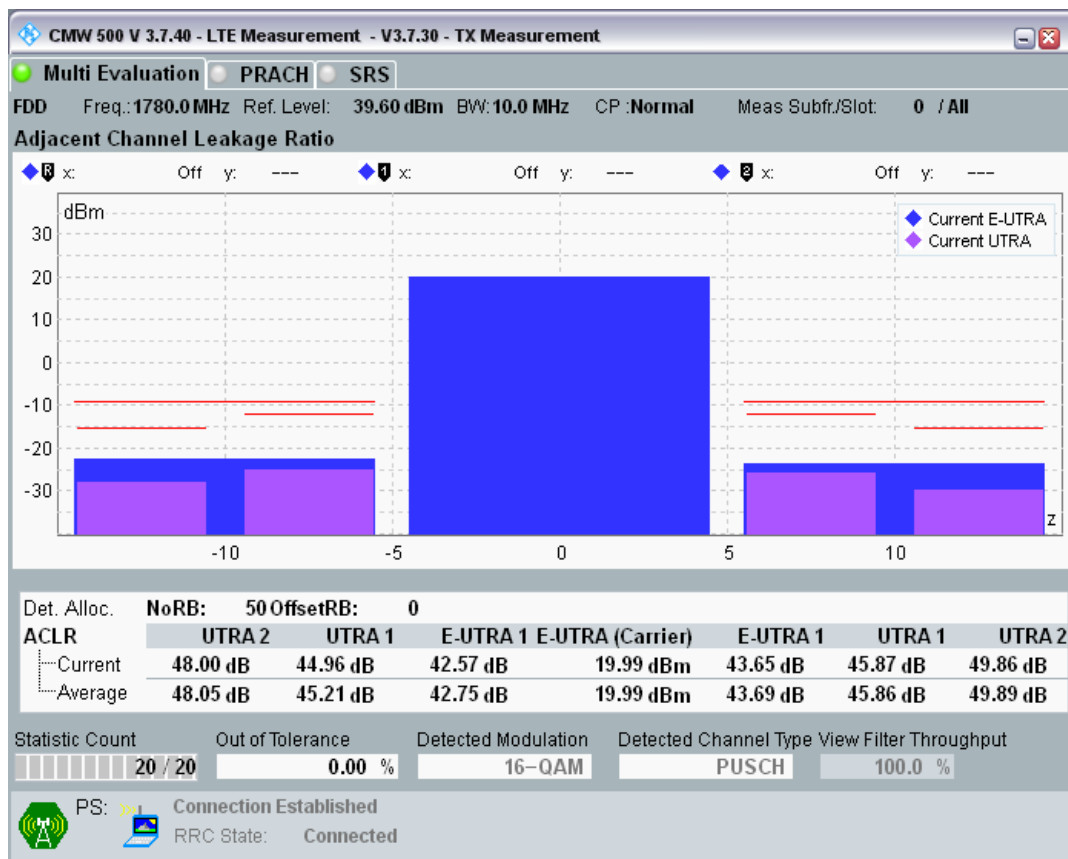 CMW 500 V 3.7.40 - LTE Measurement - V3.7.30 - TX Measurement
Multi Evaluation PRACH SRS
FDD Freq.: 1780.0 MHz Ref. Level: 39.60 dBm BW: 10.0 MHz CP :Normal Meas Subfr./Slot: 0 / All
Adjacent Channel Leakage Ratio
R x: Off y: --- 1 x: Off y: --- 2 x: Off y: ---
dBm
Current E-UTRA
Current UTRA
30
20
10
0
-10
-20
-30
z
-10 -5 0 5 10
Det. Alloc. NoRB: 50 OffsetRB: 0
ACLR UTRA 2 UTRA 1 E-UTRA 1 E-UTRA (Carrier) E-UTRA 1 UTRA 1 UTRA 2
Current 48.00 dB 44.96 dB 42.57 dB 19.99 dBm 43.65 dB 45.87 dB 49.86 dB
Average 48.05 dB 45.21 dB 42.75 dB 19.99 dBm 43.69 dB 45.86 dB 49.89 dB
Statistic Count Out of Tolerance Detected Modulation Detected Channel Type View Filter Throughput
20 / 20 0.00 % 16-QAM PUSCH 100.0 %
PS: Connection Established
RRC State: Connected